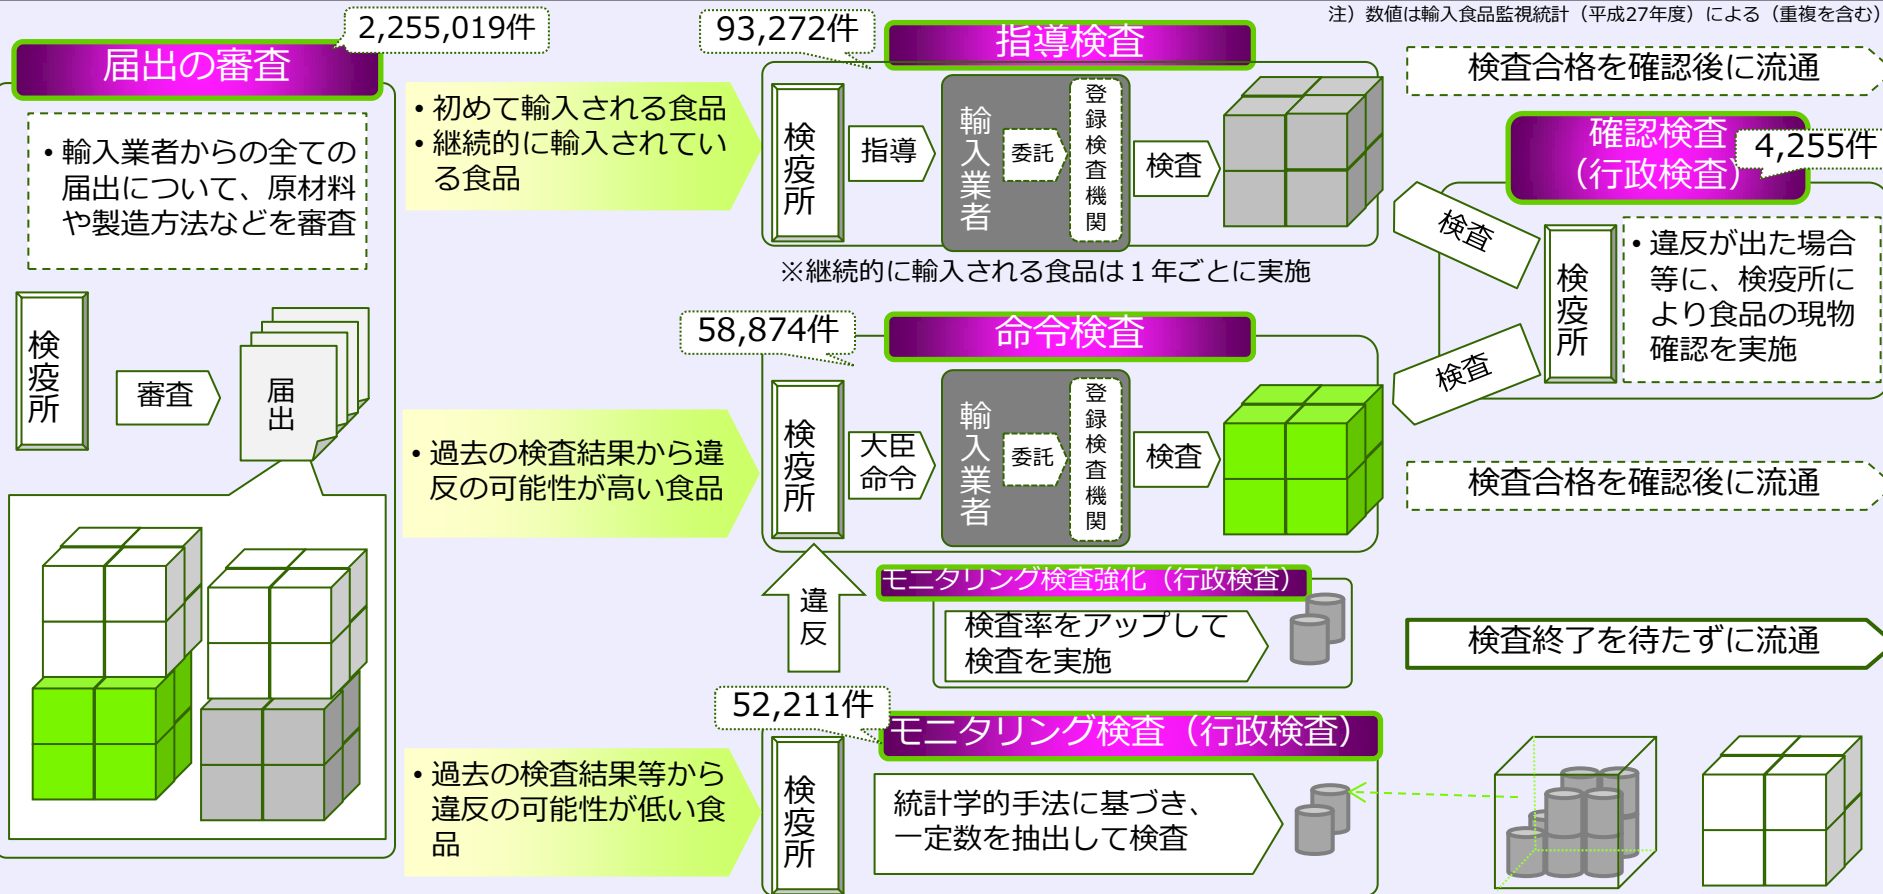 注）数値は輸入食品監視統計（平成27年度）による（重複を含む）
2,255,019件
届出の審査
• 輸入業者からの全ての
届出について、原材料
や製造方法などを審査
検疫所
審査
届出
• 初めて輸入される食品
• 継続的に輸入されてい
る食品
93,272件
指導検査
検疫所
指導
輸入業者
委託
登録検査機関
検査
※継続的に輸入される食品は１年ごとに実施
検査合格を確認後に流通
確認検査
（行政検査）
4,255件
検査
検査
検疫所
• 違反が出た場合
等に、検疫所に
より食品の現物
確認を実施
58,874件
命令検査
• 過去の検査結果から違
反の可能性が高い食品
検疫所
大臣
命令
輸入業者
委託
登録検査機関
検査
検査合格を確認後に流通
違反
モニタリング検査強化（行政検査）
検査率をアップして
検査を実施
検査終了を待たずに流通
52,211件
モニタリング検査（行政検査）
• 過去の検査結果等から
違反の可能性が低い食
品
検疫所
統計学的手法に基づき、
一定数を抽出して検査